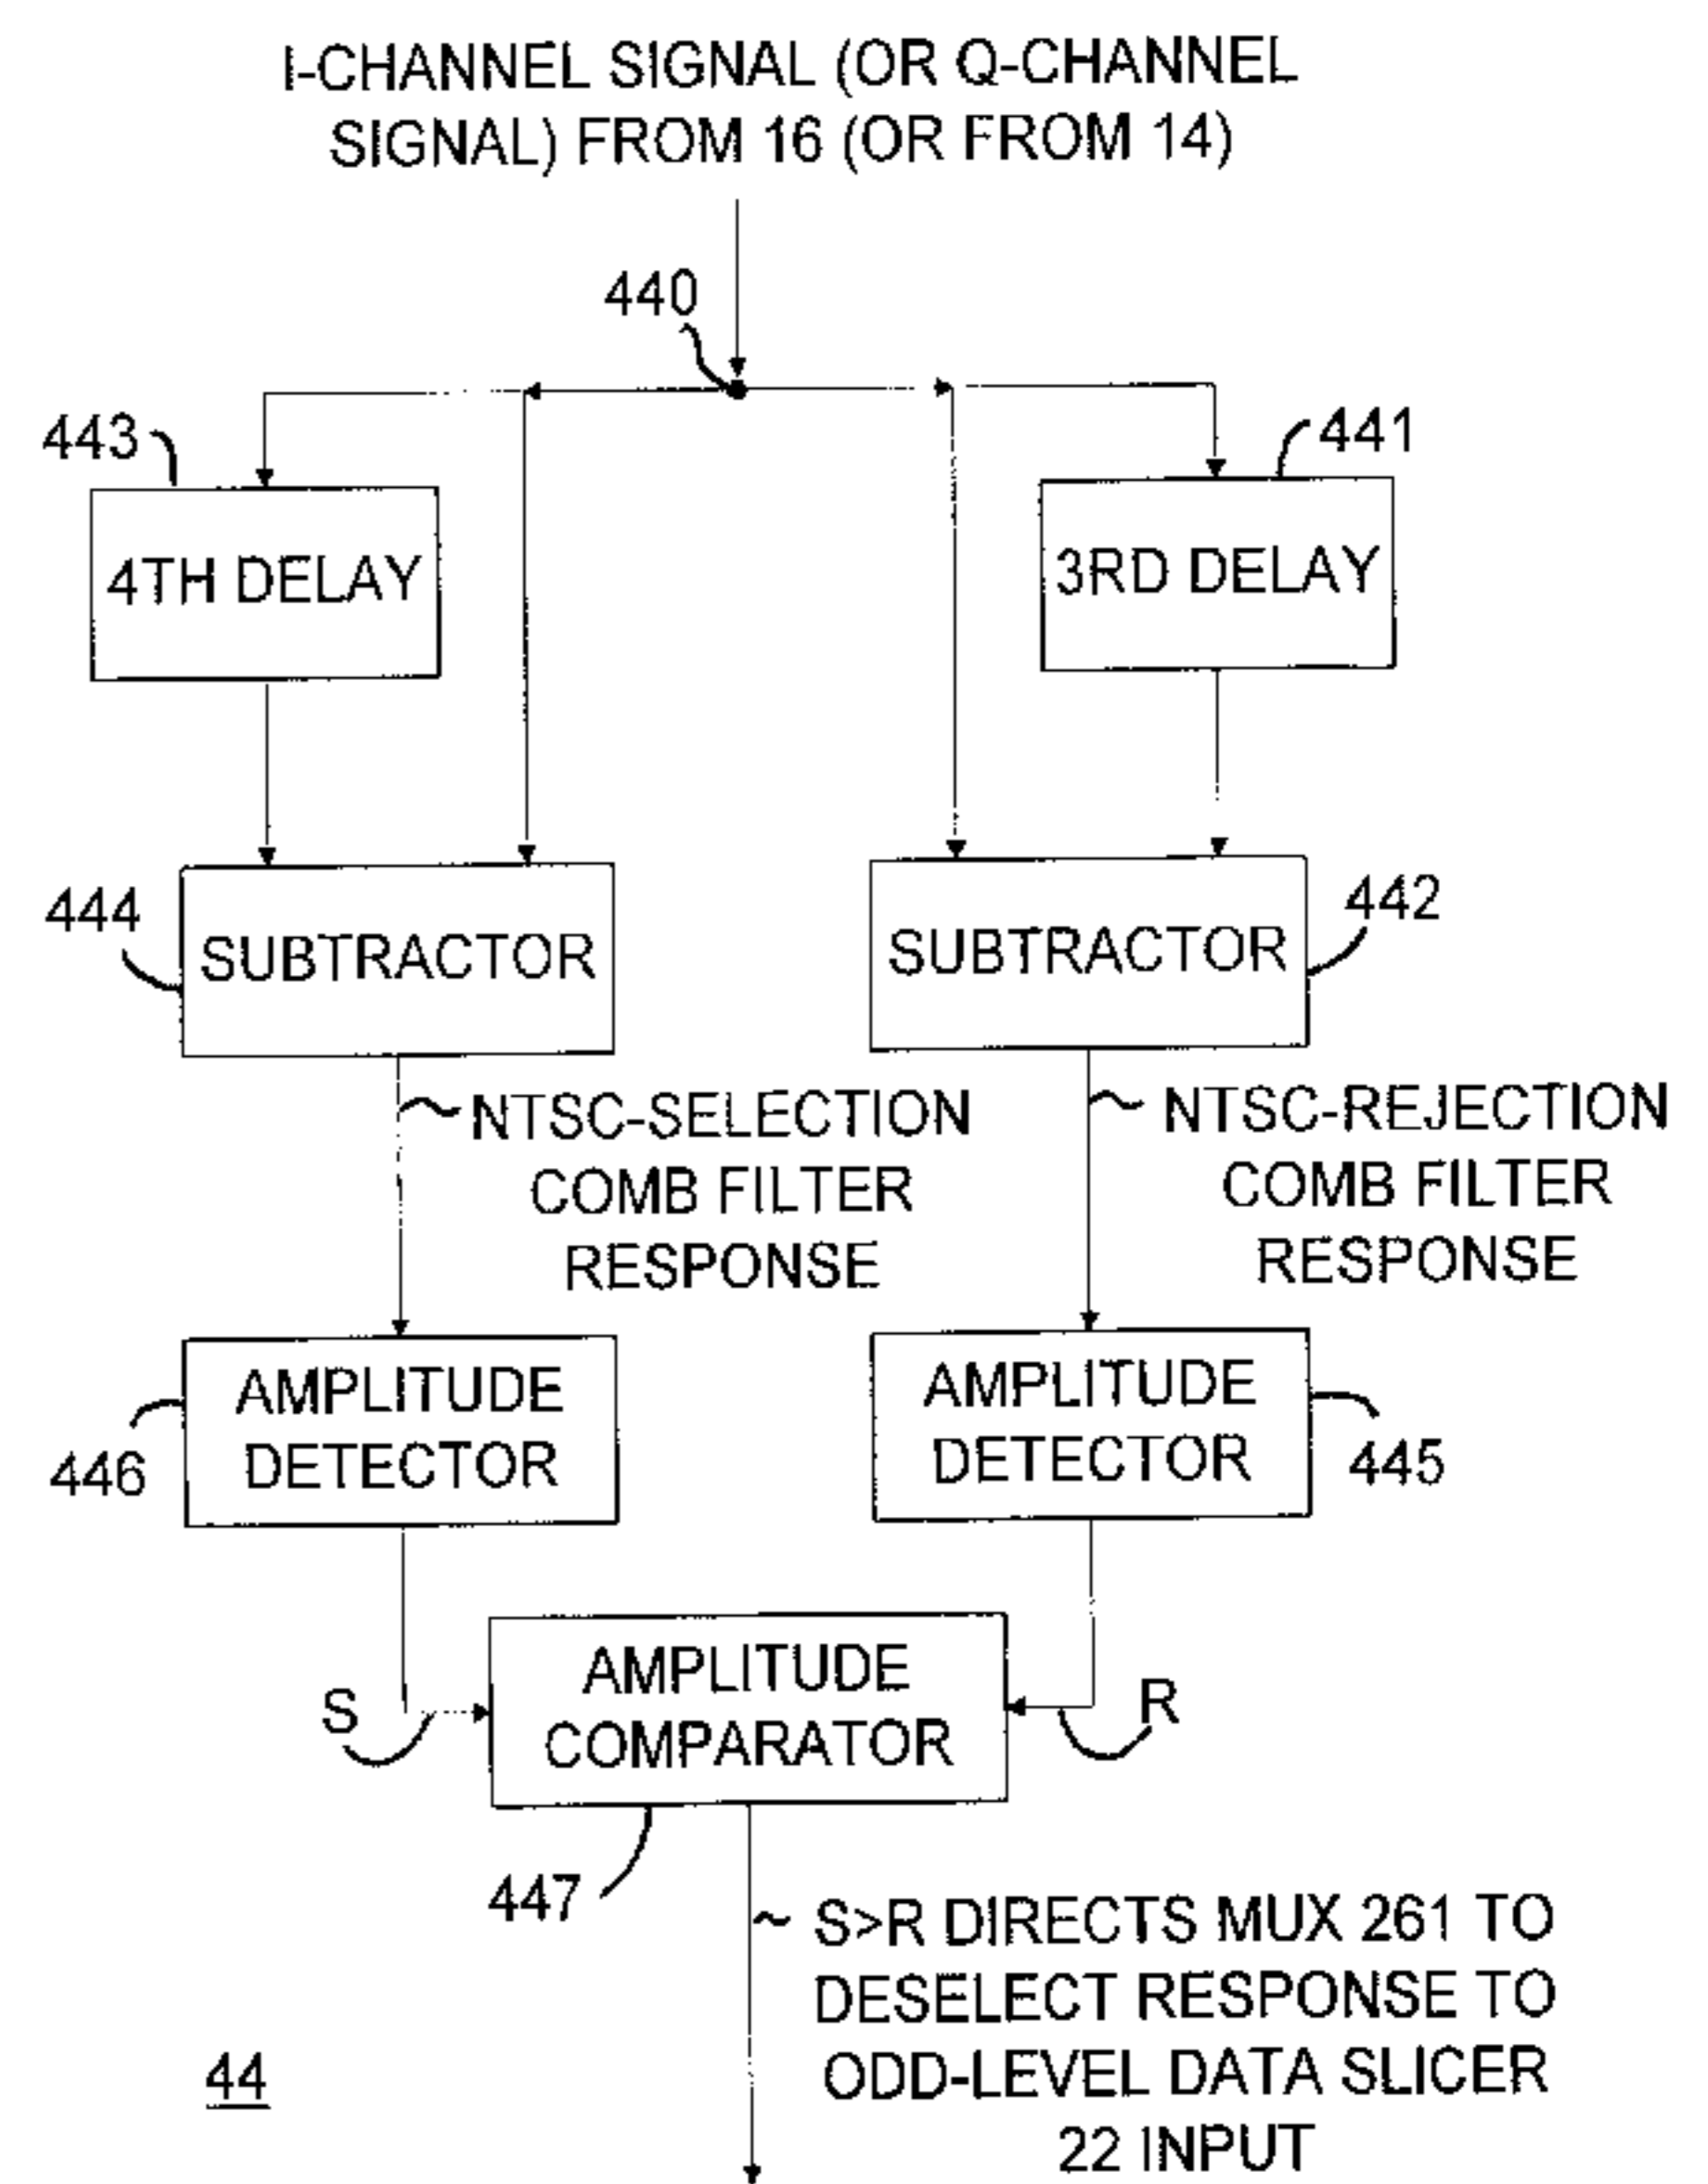 I-CHANNEL SIGNAL (OR Q-CHANNEL
SIGNAL) FROM 16 (OR FROM 14)
440
443
441
4TH DELAY
3RD DELAY
444
SUBTRACTOR
SUBTRACTOR
442
NTSC-SELECTION
COMB FILTER
RESPONSE
NTSC-REJECTION
COMB FILTER
RESPONSE
446
AMPLITUDE
DETECTOR
AMPLITUDE
DETECTOR
445
S
AMPLITUDE
COMPARATOR
R
447
S>R DIRECTS MUX 261 TO
DESELECT RESPONSE TO
ODD-LEVEL DATA SLICER
22 INPUT
44